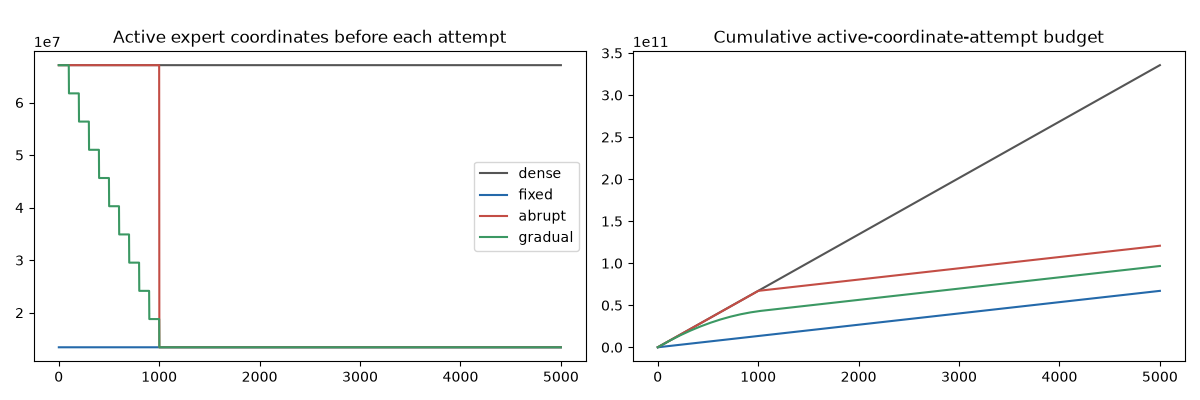 Active expert coordinates before each attempt
1e7
6
5
4
3
2
0 1000 2000 3000 4000 5000
dense
fixed
abrupt
gradual
Cumulative active-coordinate-attempt budget
1e11
3.5
3.0
2.5
2.0
1.5
1.0
0.5
0.0
0 1000 2000 3000 4000 5000